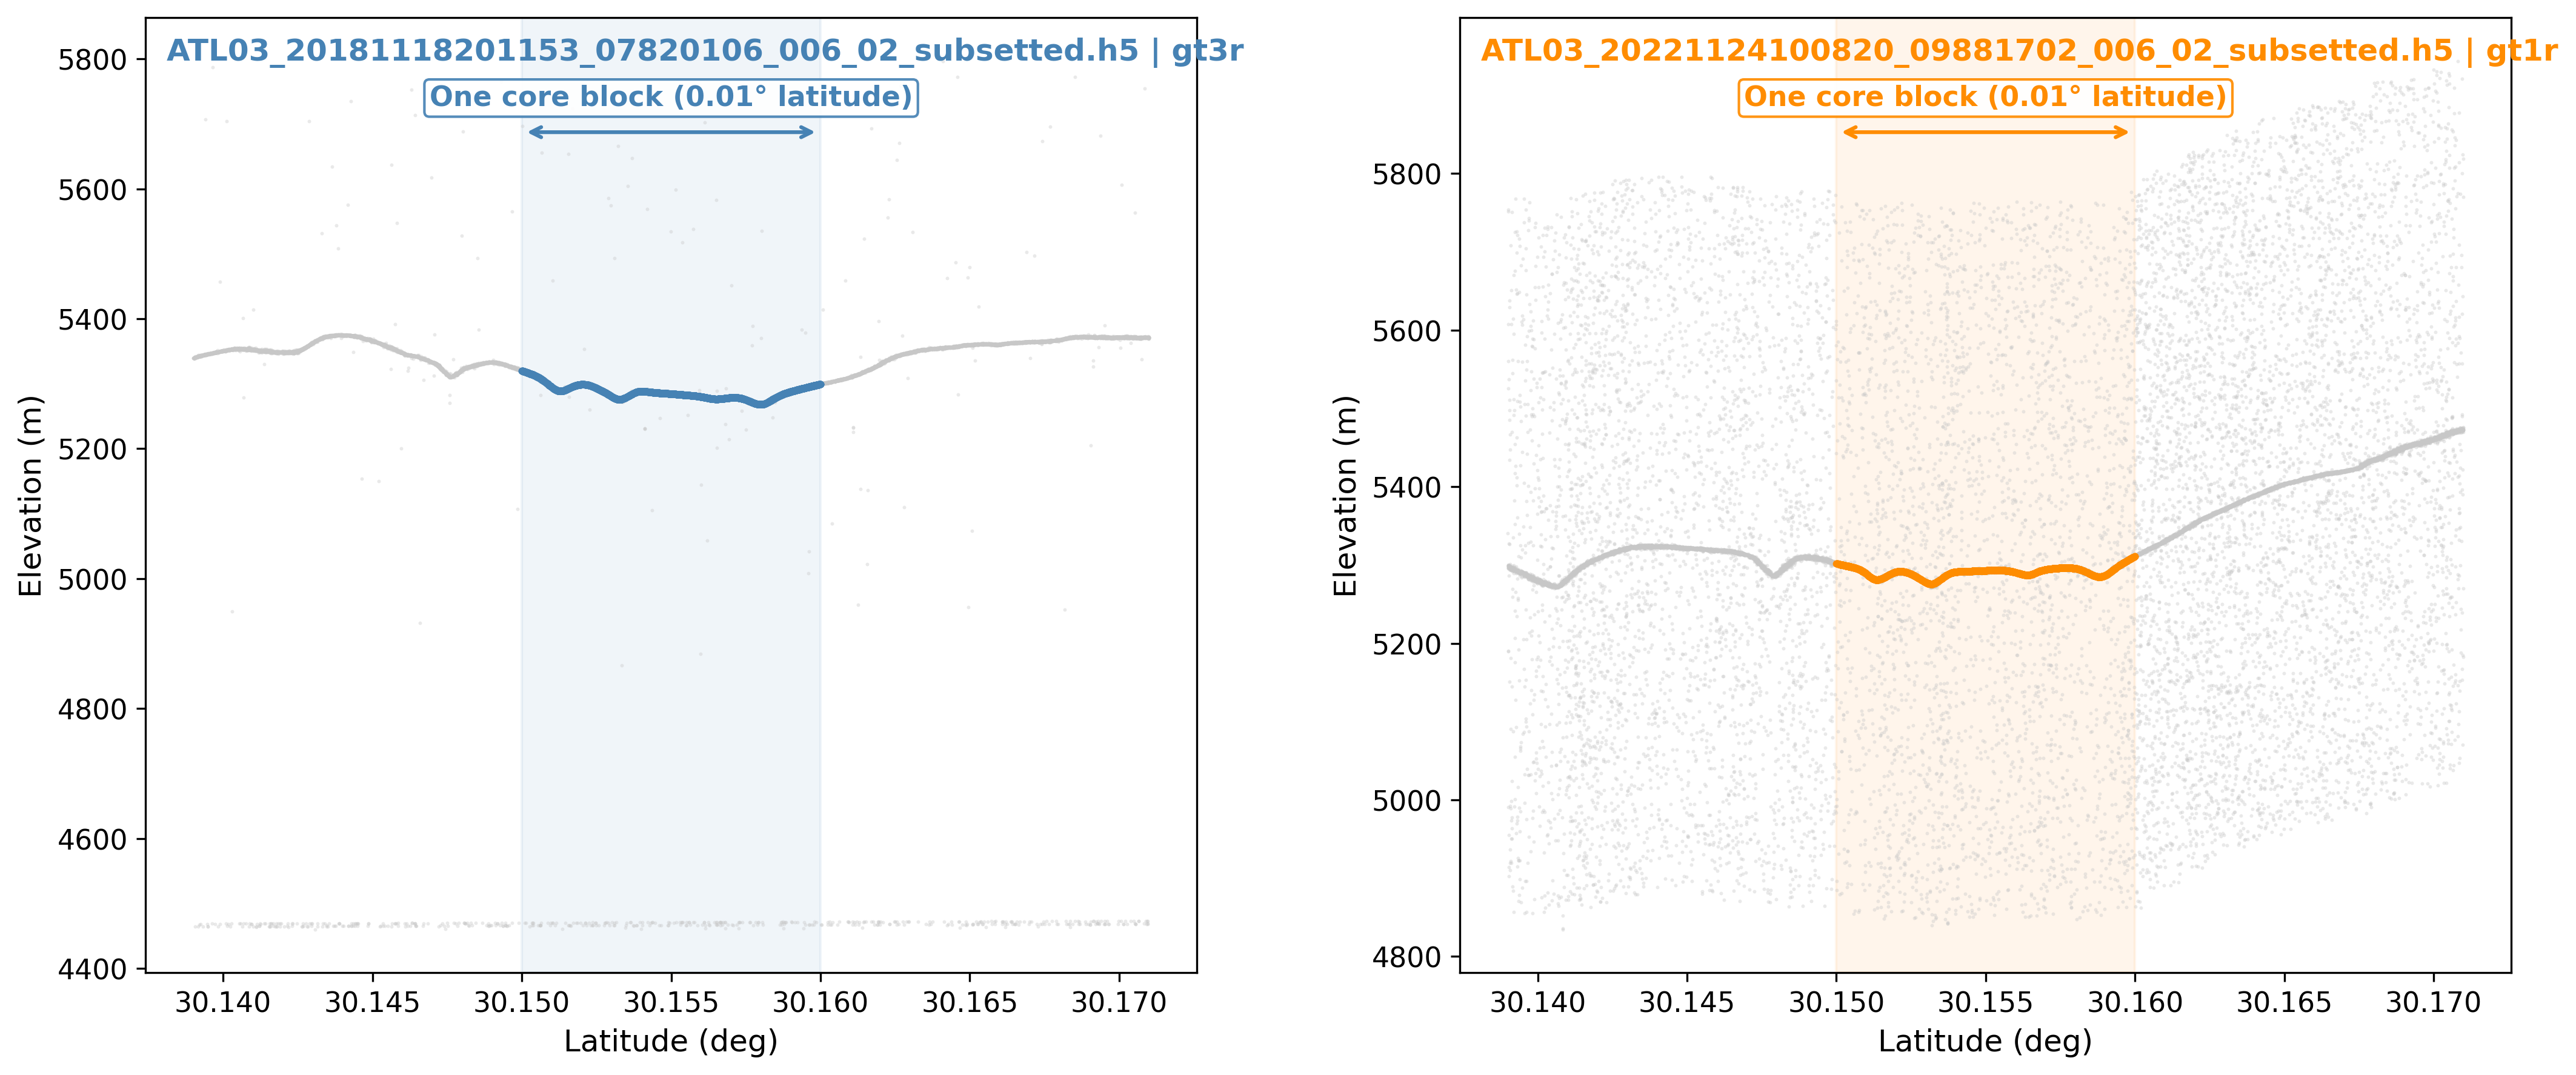 ATL03_20181118201153_07820106_006_02_subsetted.h5 | gt3r
One core block (0.01° latitude)
5800
5600
5400
5200
5000
4800
4600
4400
Elevation (m)
30.140 30.145 30.150 30.155 30.160 30.165 30.170
Latitude (deg)
ATL03_20221124100820_09881702_006_02_subsetted.h5 | gt1r
One core block (0.01° latitude)
5800
5600
5400
5200
5000
4800
Elevation (m)
30.140 30.145 30.150 30.155 30.160 30.165 30.170
Latitude (deg)